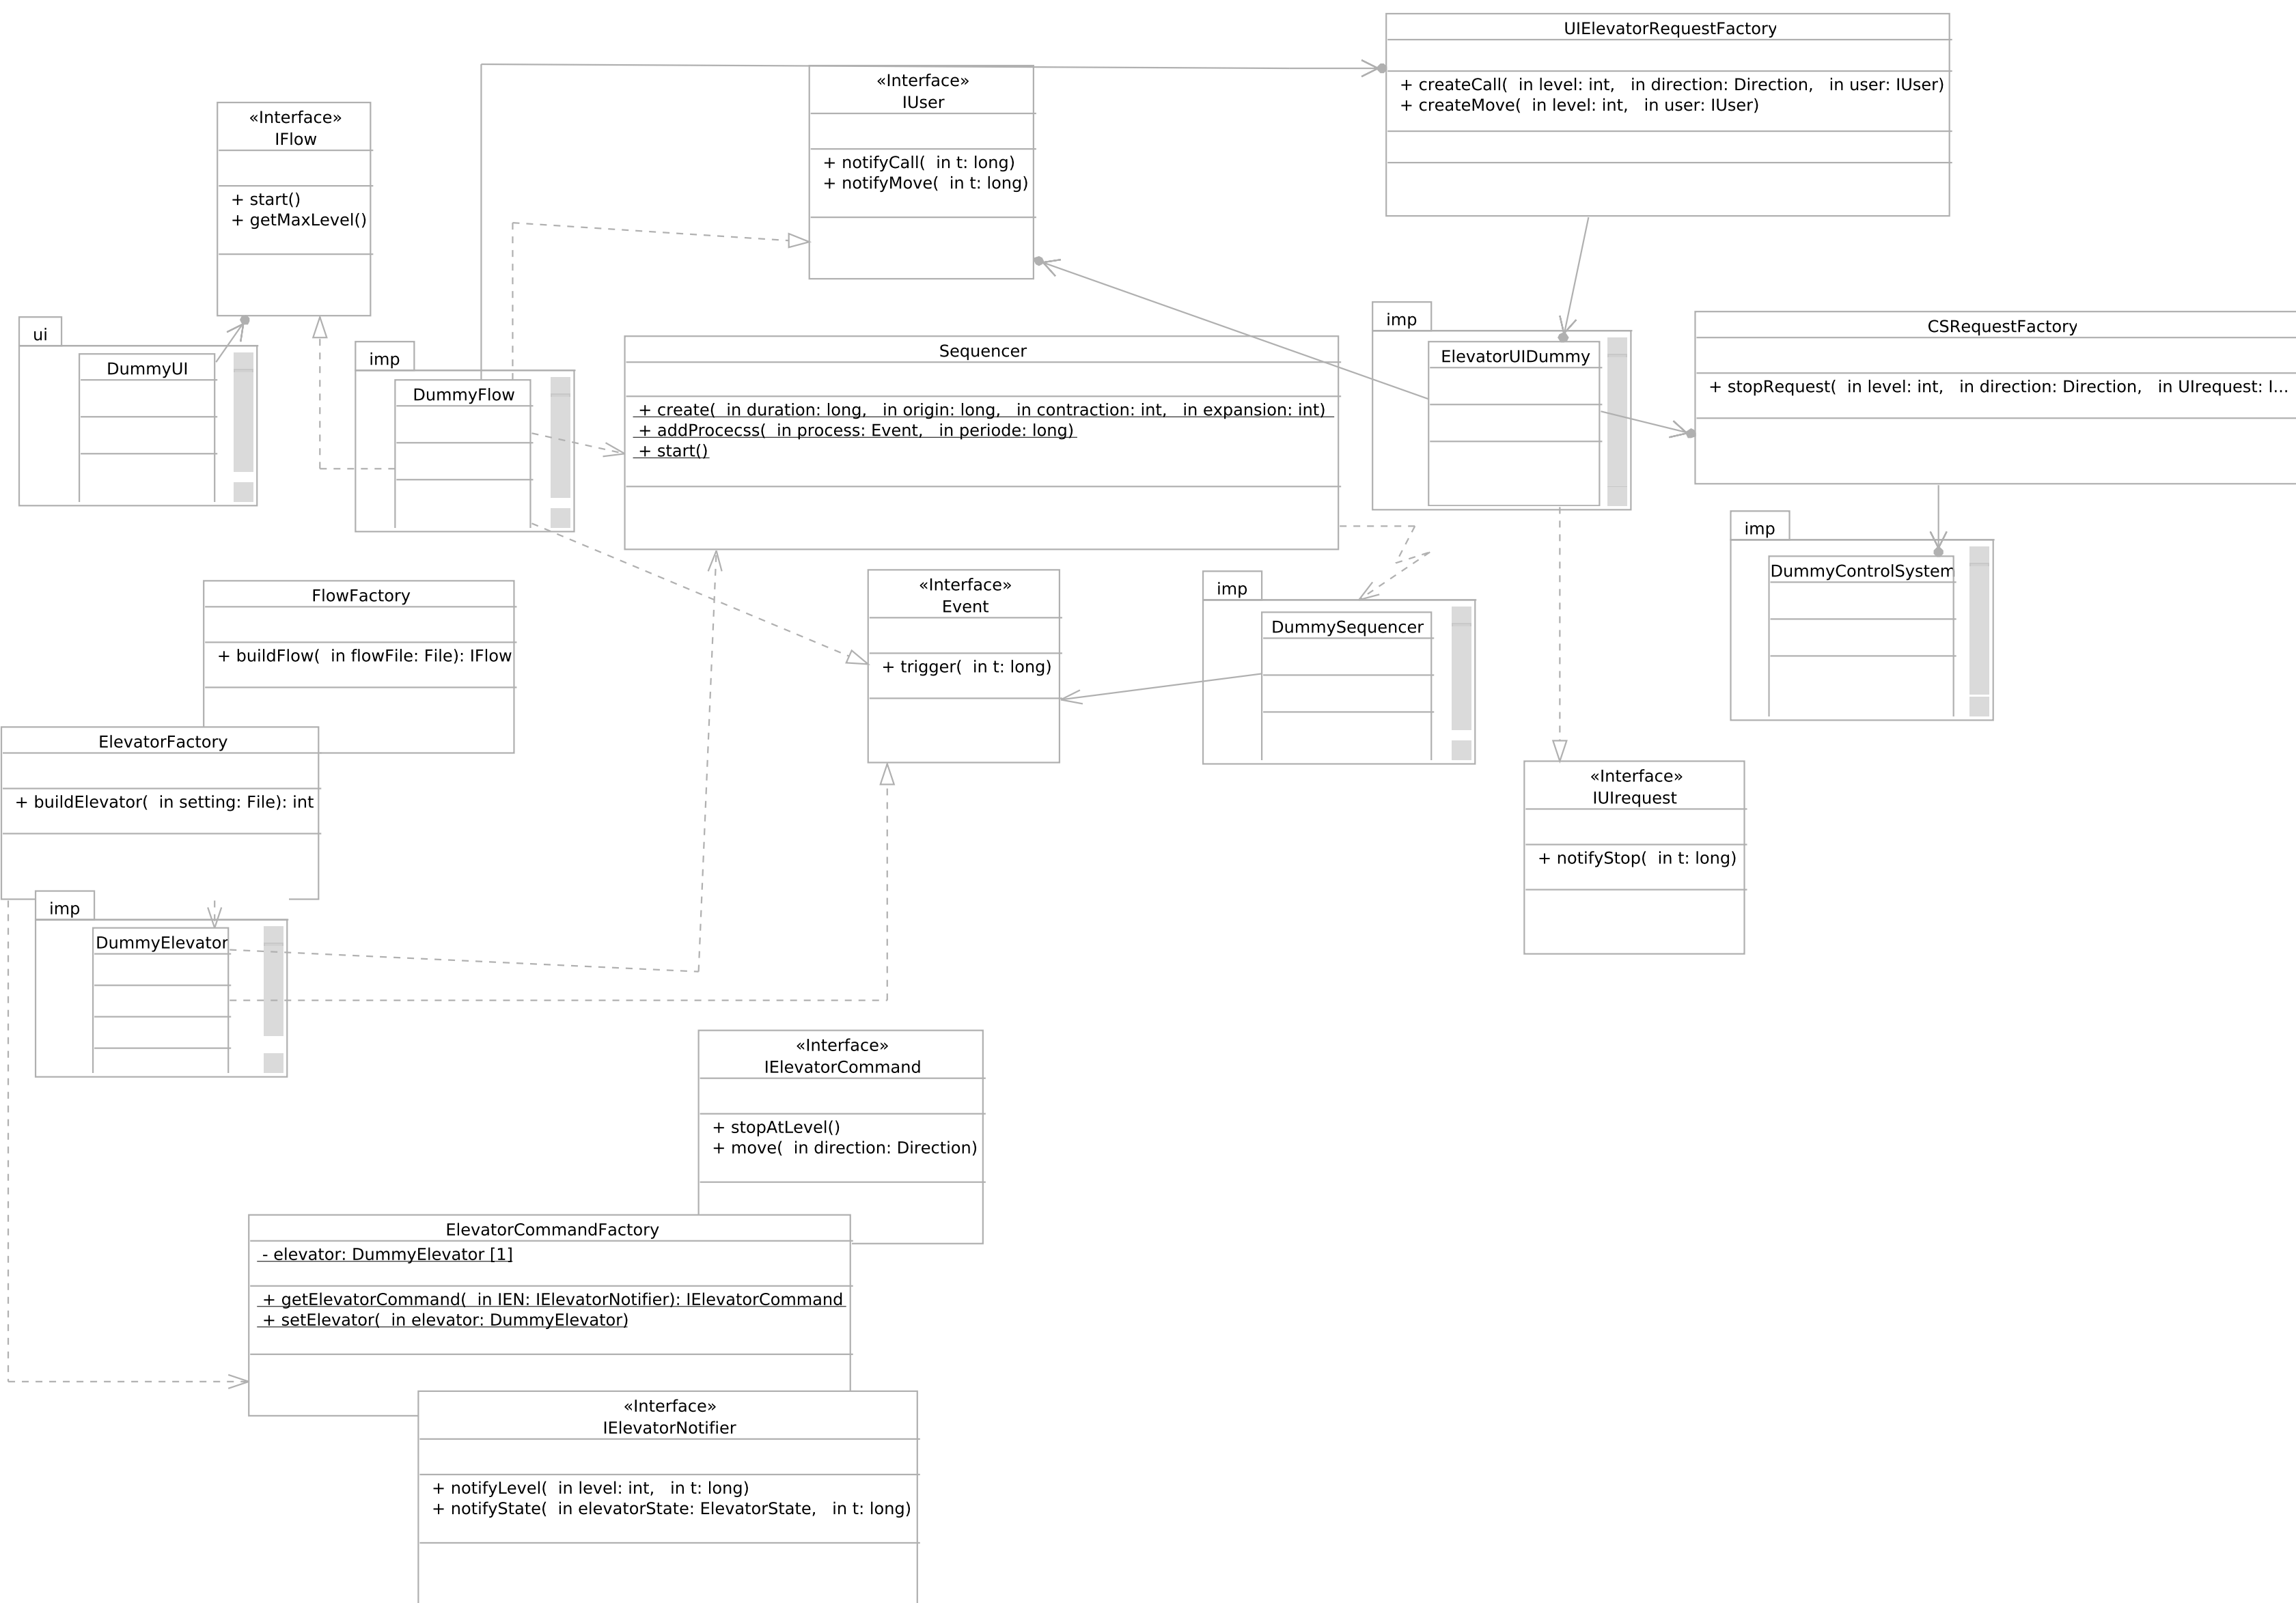 UIElevatorRequestFactory
+ createCall(  in level: int,   in direction: Direction,   in user: IUser)
+ createMove(  in level: int,   in user: IUser)
«Interface»
IUser
+ notifyCall(  in t: long)
+ notifyMove(  in t: long)
«Interface»
IFlow
+ start()
+ getMaxLevel()
ui
DummyUI
imp
DummyFlow
Sequencer
+ create(  in duration: long,   in origin: long,   in contraction: int,   in expansion: int)
+ addProcecss(  in process: Event,   in periode: long)
+ start()
imp
ElevatorUIDummy
CSRequestFactory
+ stopRequest(  in level: int,   in direction: Direction,   in UIrequest: I...
imp
DummyControlSystem
FlowFactory
+ buildFlow(  in flowFile: File): IFlow
«Interface»
Event
+ trigger(  in t: long)
imp
DummySequencer
ElevatorFactory
+ buildElevator(  in setting: File): int
«Interface»
IUIrequest
+ notifyStop(  in t: long)
imp
DummyElevator
«Interface»
IElevatorCommand
+ stopAtLevel()
+ move(  in direction: Direction)
ElevatorCommandFactory
- elevator: DummyElevator [1]
+ getElevatorCommand(  in IEN: IElevatorNotifier): IElevatorCommand
+ setElevator(  in elevator: DummyElevator)
«Interface»
IElevatorNotifier
+ notifyLevel(  in level: int,   in t: long)
+ notifyState(  in elevatorState: ElevatorState,   in t: long)